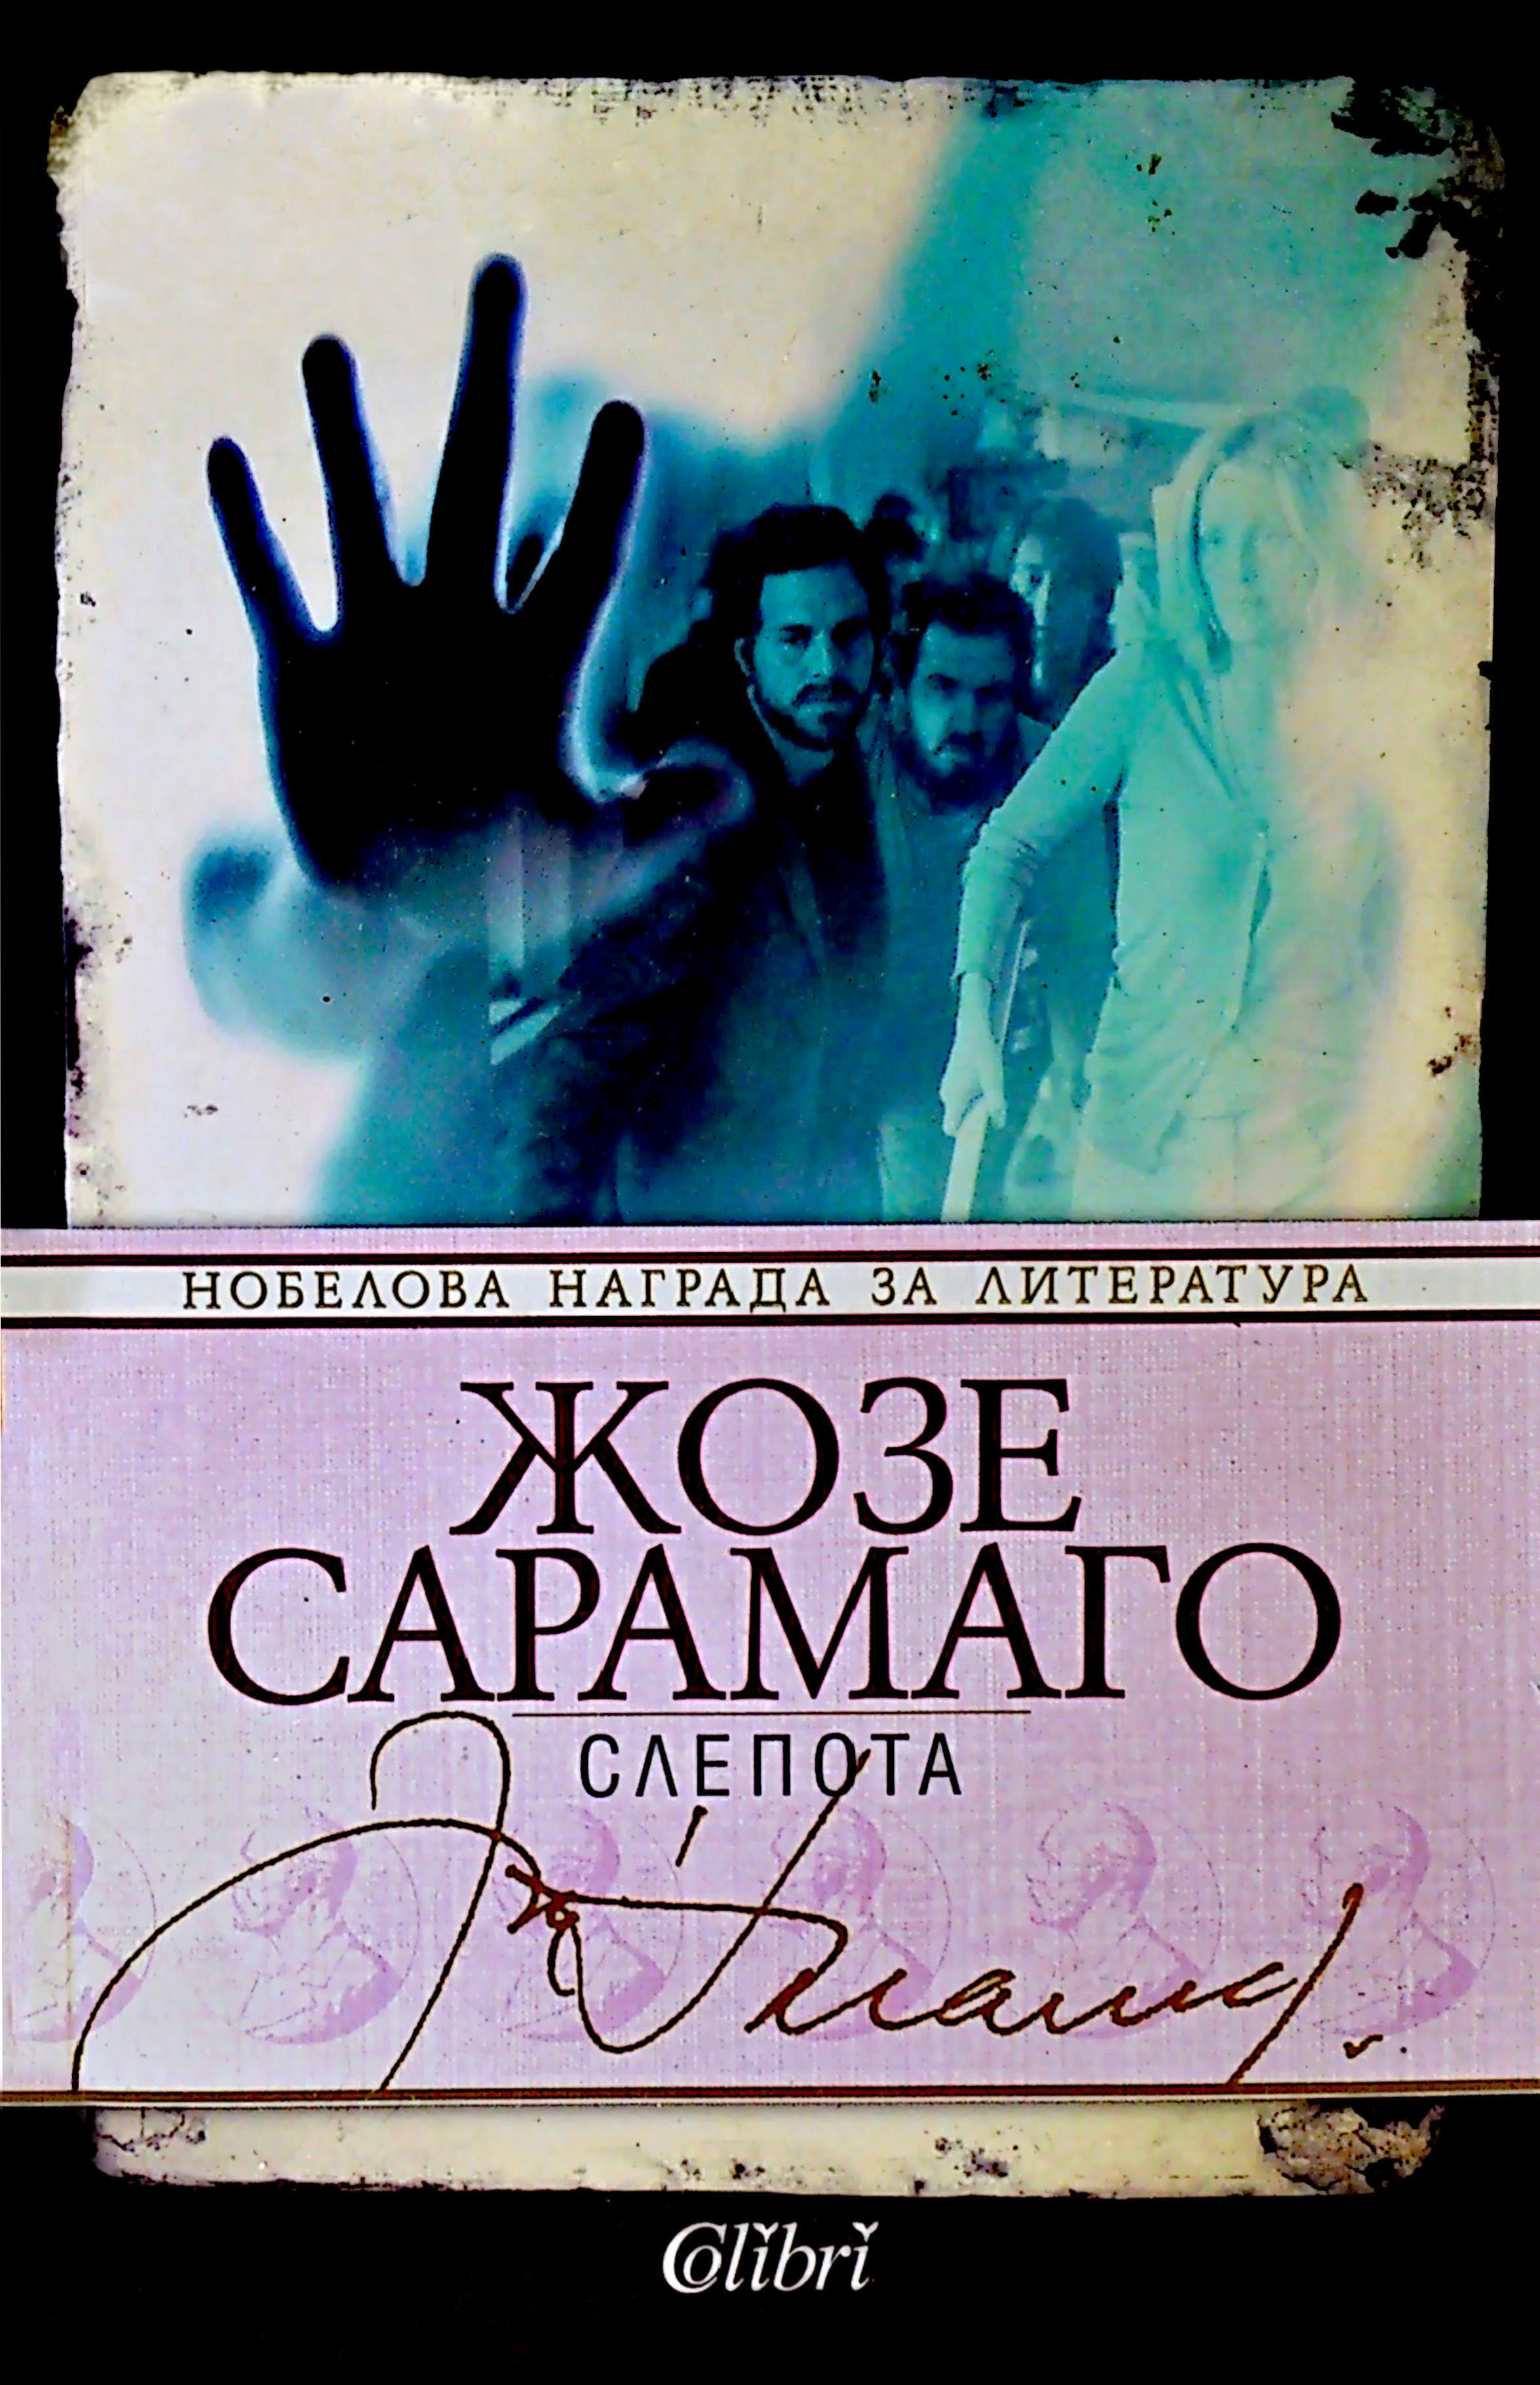 НОБЕЛОВА НАГРАДА ЗА ЛИТЕРАТУРА
ЖОЗЕ
САРАМАГО
СЛЕПОТА
Colibri